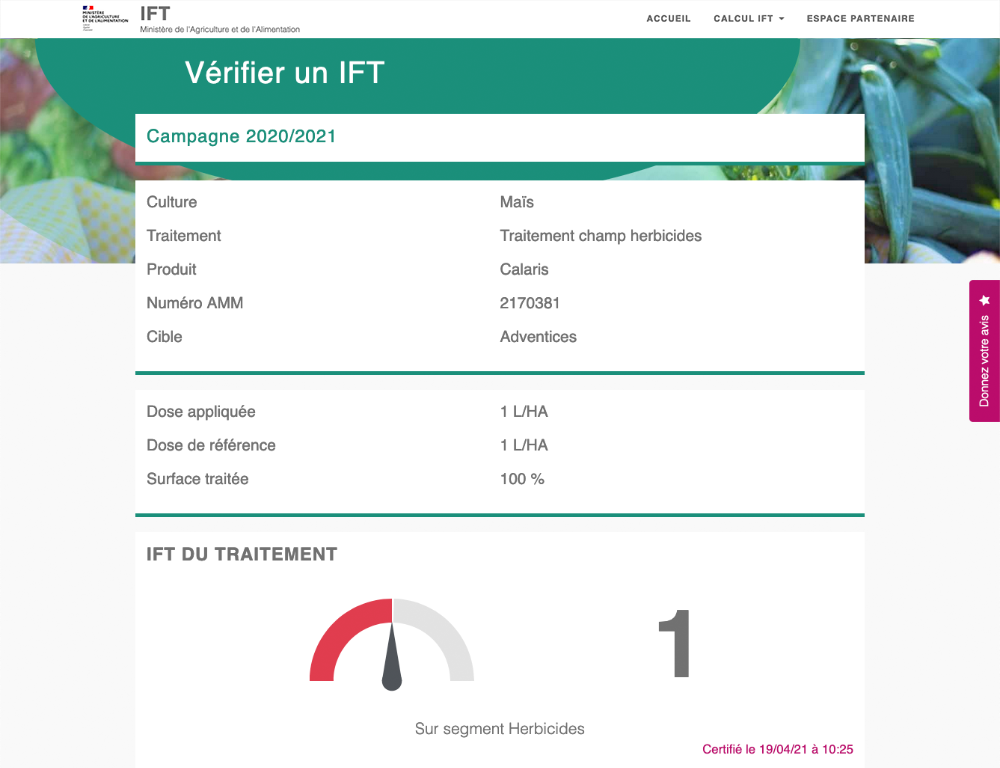 MINISTÈRE
DE L'AGRICULTURE
ET DE L'ALIMENTATION
IFT
Ministère de l'Agriculture et de l'Alimentation
ACCUEIL
CALCUL IFT
ESPACE PARTENAIRE
Vérifier un IFT
Campagne 2020/2021
Culture Maïs
Traitement Traitement champ herbicides
Produit Calaris
Numéro AMM 2170381
Cible Adventices
Donnez votre avis
Dose appliquée 1 L/HA
Dose de référence 1 L/HA
Surface traitée 100 %
IFT DU TRAITEMENT
1
Sur segment Herbicides
Certifié le 19/04/21 à 10:25